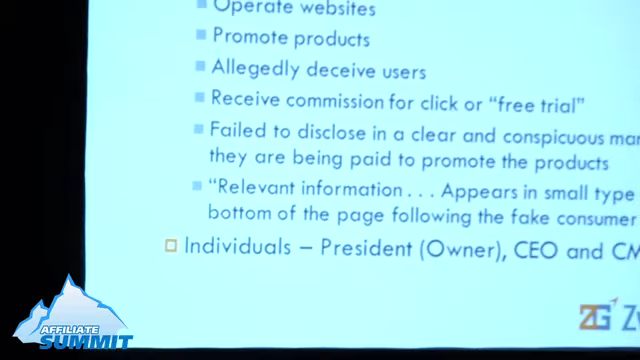 Operate websites
Promote products
Allegedly deceive users
Receive commission for click or “free trial”
Failed to disclose in a clear and conspicuous
they are being paid to promote the products
“Relevant information . . . Appears in small type
bottom of the page following the fake consumer
Individuals – President (Owner), CEO and
ZG
AFFILIATE
SUMMIT